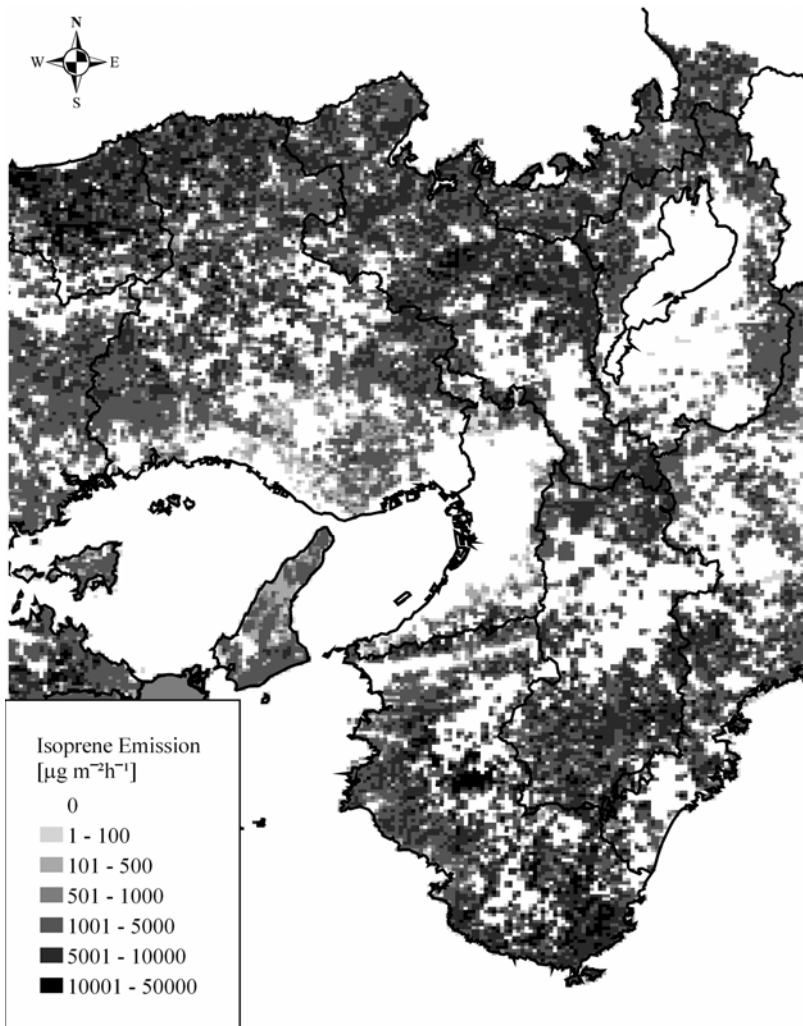 N
W E
S
Isoprene Emission
[µg m⁻²h⁻¹]
0
1 - 100
101 - 500
501 - 1000
1001 - 5000
5001 - 10000
10001 - 50000